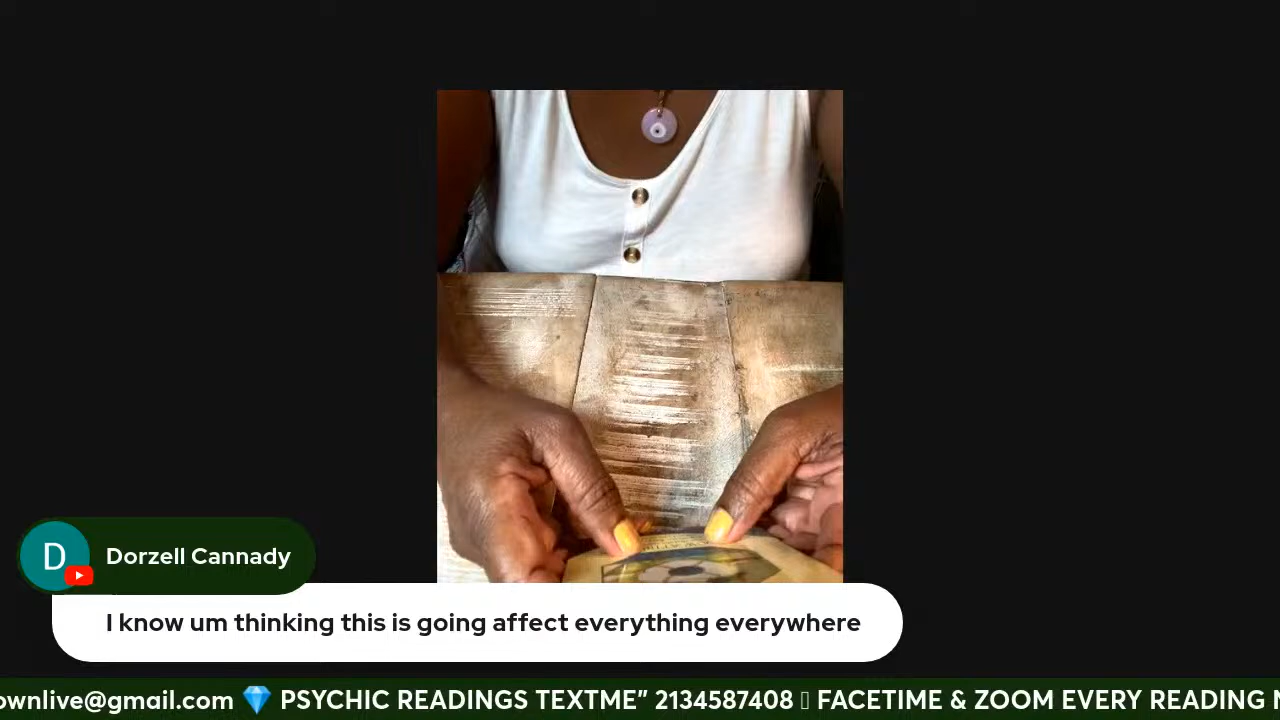 D
Dorzell Cannady
I know um thinking this is going affect everything everywhere
ownlive@gmail.com 💎 PSYCHIC READINGS TEXTME” 2134587408 ▯ FACETIME & ZOOM EVERY READING